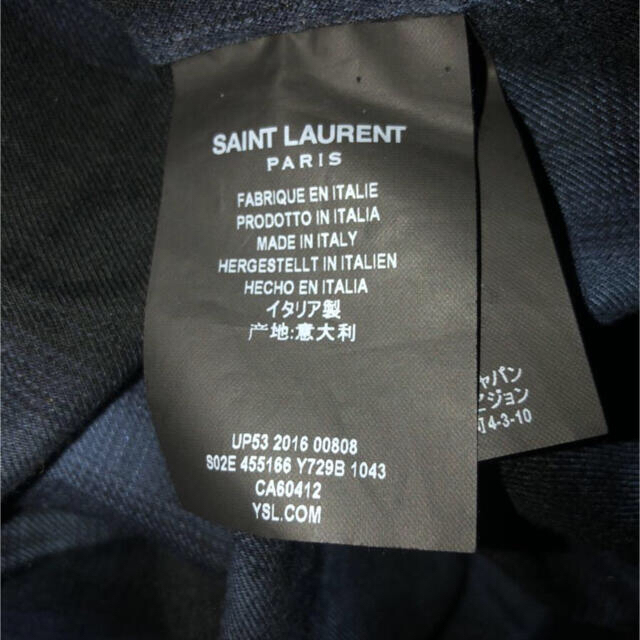 SAINT LAURENT
PARIS
FABRIQUE EN ITALIE
PRODOTTO IN ITALIA
MADE IN ITALY
HERGESTELLT IN ITALIEN
HECHO EN ITALIA
イタリア製
产地:意大利
UP53 2016 00808
S02E 455166 Y729B 1043
CA60412
YSL.COM
ャパン
ビジョン
4-3-10